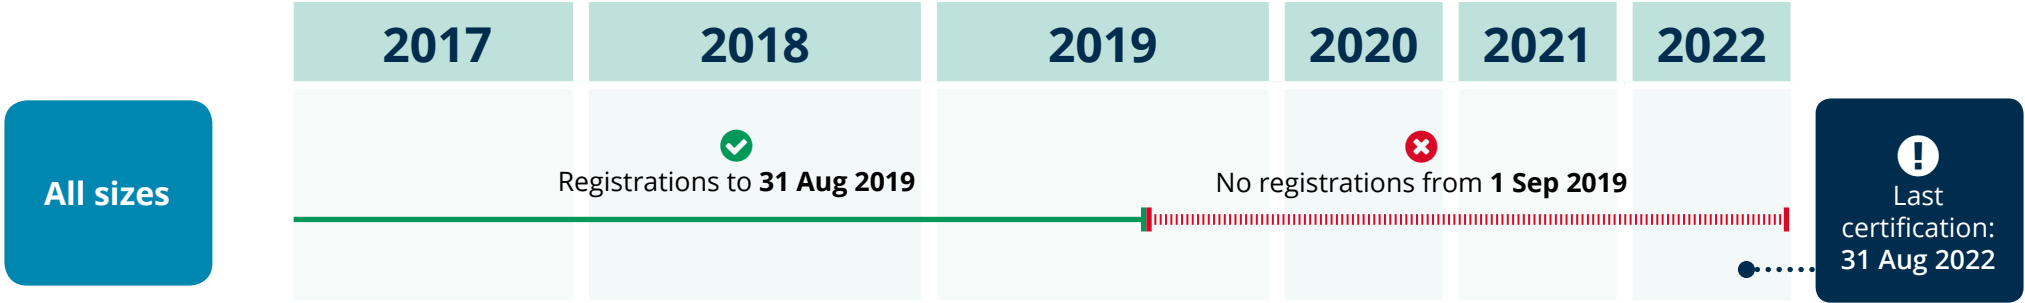 2017 2018 2019 2020 2021 2022
All sizes
Registrations to 31 Aug 2019
No registrations from 1 Sep 2019
Last
certification:
31 Aug 2022